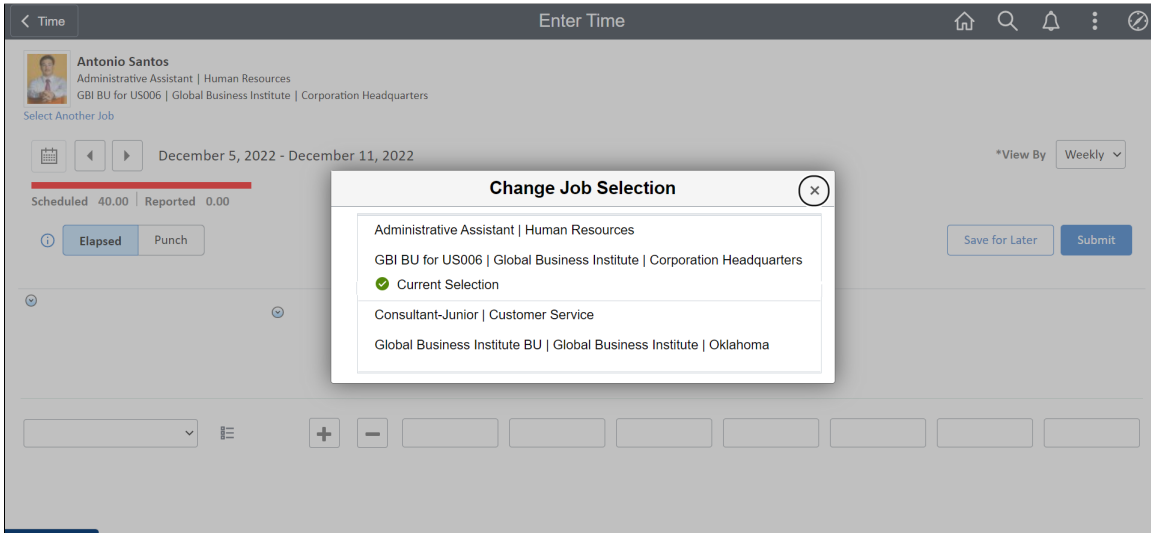 Time
Enter Time
Antonio Santos
Administrative Assistant | Human Resources
GBI BU for US006 | Global Business Institute | Corporation Headquarters
Select Another Job
December 5, 2022 - December 11, 2022
*View By Weekly
Scheduled 40.00 | Reported 0.00
Elapsed Punch
Save for Later Submit
Change Job Selection
Administrative Assistant | Human Resources
GBI BU for US006 | Global Business Institute | Corporation Headquarters
Current Selection
Consultant-Junior | Customer Service
Global Business Institute BU | Global Business Institute | Oklahoma